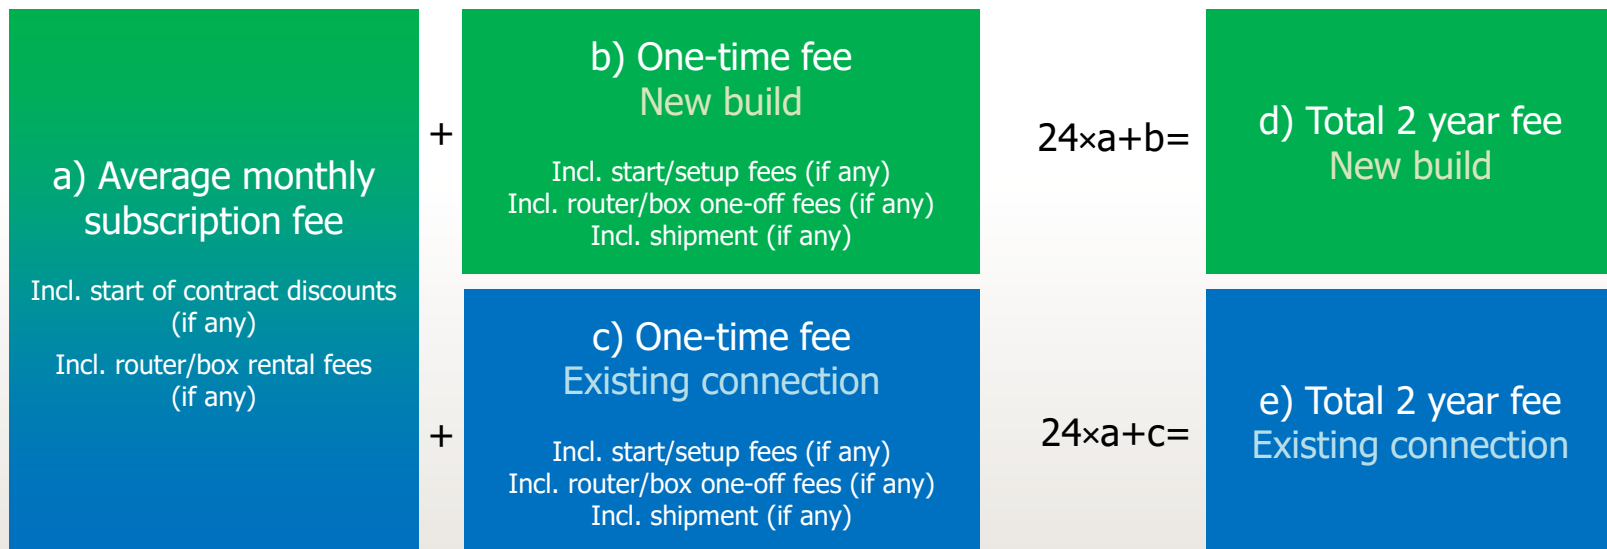 a) Average monthly
subscription fee
Incl. start of contract discounts
(if any)
Incl. router/box rental fees
(if any)
+
b) One-time fee
New build
Incl. start/setup fees (if any)
Incl. router/box one-off fees (if any)
Incl. shipment (if any)
24×a+b=
d) Total 2 year fee
New build
+
c) One-time fee
Existing connection
Incl. start/setup fees (if any)
Incl. router/box one-off fees (if any)
Incl. shipment (if any)
24×a+c=
e) Total 2 year fee
Existing connection